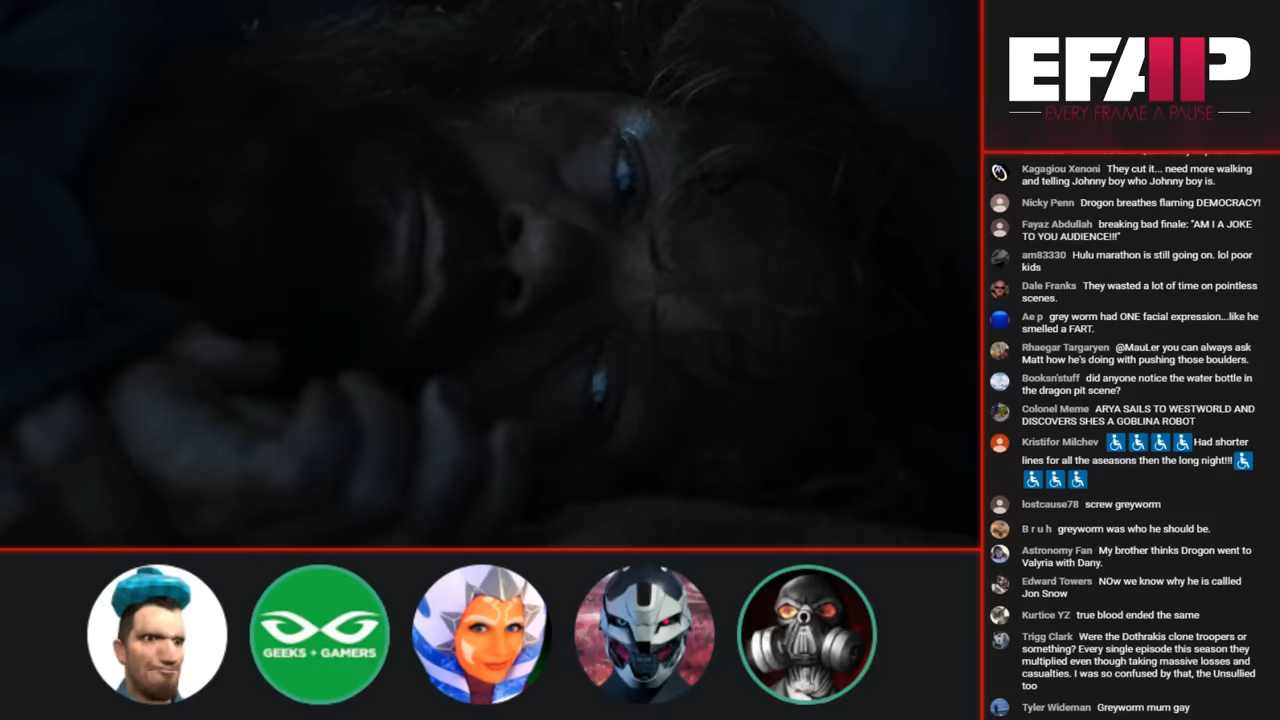 EFAP
EVERY FRAME A PAUSE
Kagagiou Xenoni They cut it... need more walking
and telling Johnny boy who Johnny boy is.
Nicky Penn Drogon breathes flaming DEMOCRACY!
Fayaz Abdullah breaking bad finale: "AM I A JOKE
TO YOU AUDIENCE!!!"
am83330 Hulu marathon is still going on. lol poor
kids
Dale Franks They wasted a lot of time on pointless
scenes.
Ae p grey worm had ONE facial expression...like he
smelled a FART.
Rhaegar Targaryen @MauLer you can always ask
Matt how he's doing with pushing those boulders.
Booksn'stuff did anyone notice the water bottle in
the dragon pit scene?
Colonel Meme ARYA SAILS TO WESTWORLD AND
DISCOVERS SHES A GOBLINA ROBOT
Kristifor Milchev ♿♿♿♿Had shorter
lines for all the aseasons then the long night!!!♿
♿♿♿
lostcause78 screw greyworm
B r u h greyworm was who he should be.
Astronomy Fan My brother thinks Drogon went to
Valyria with Dany.
Edward Towers NOw we know why he is callled
Jon Snow
Kurtice YZ true blood ended the same
Trigg Clark Were the Dothrakis clone troopers or
something? Every single episode this season they
multiplied even though taking massive losses and
casualties. I was so confused by that, the Unsullied
too
Tyler Wideman Greyworm mum gay
GEEKS + GAMERS